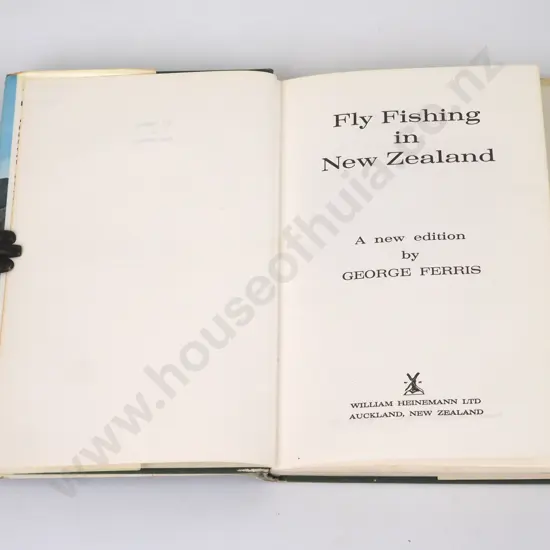 Fly Fishing
in
New Zealand
A new edition
by
GEORGE FERRIS
WILLIAM HEINEMANN LTD
AUCKLAND, NEW ZEALAND
www.houseofhuia.co.nz